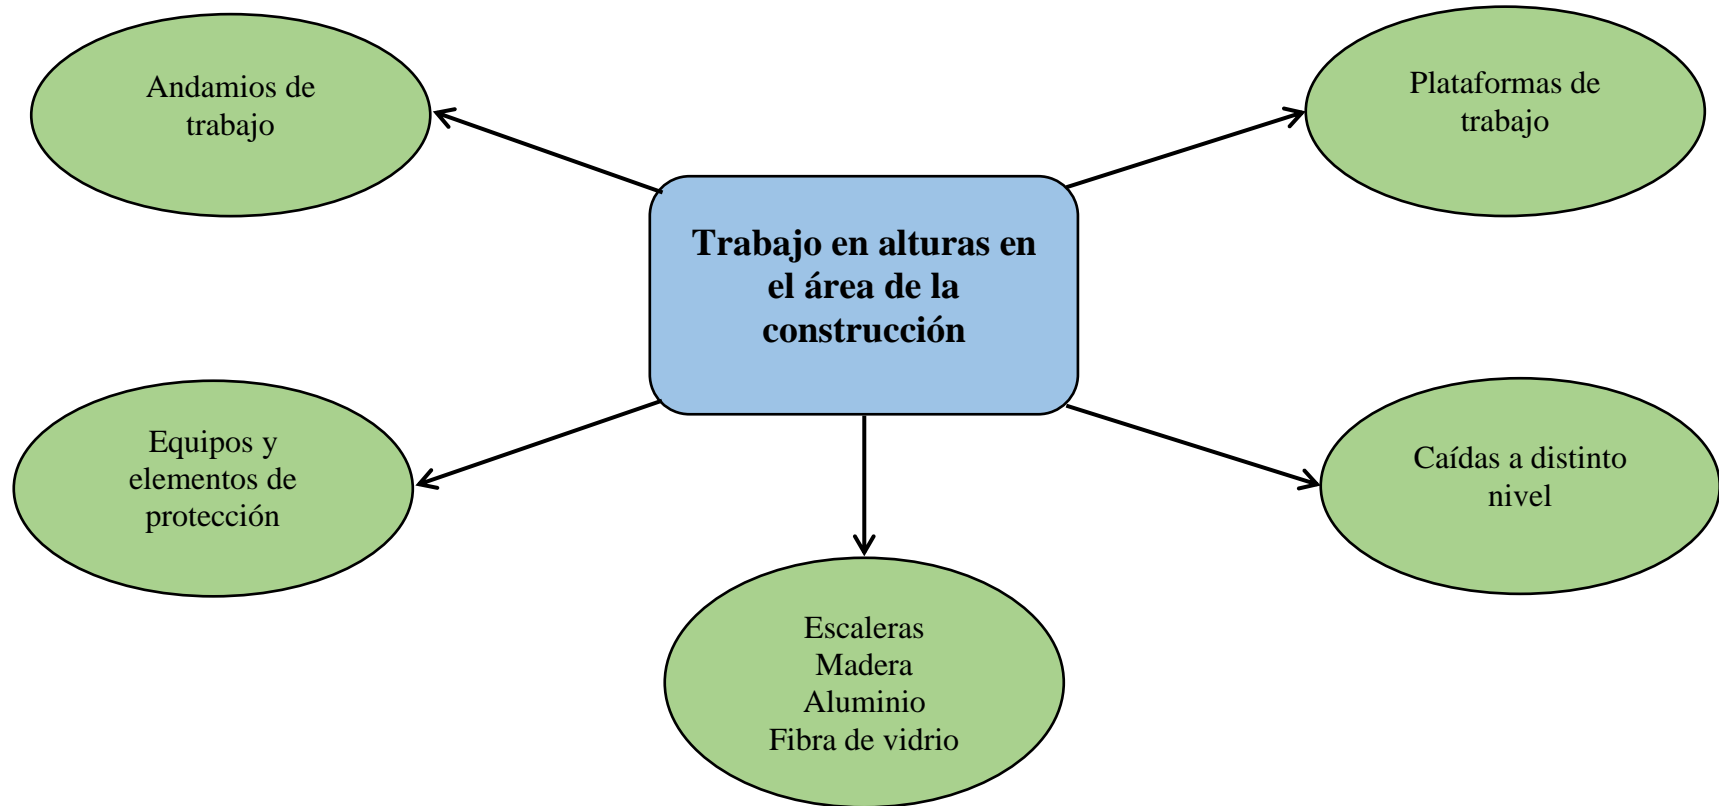 Andamios de
trabajo
Plataformas de
trabajo
Trabajo en alturas en
el área de la
construcción
Equipos y
elementos de
protección
Caídas a distinto
nivel
Escaleras
Madera
Aluminio
Fibra de vidrio